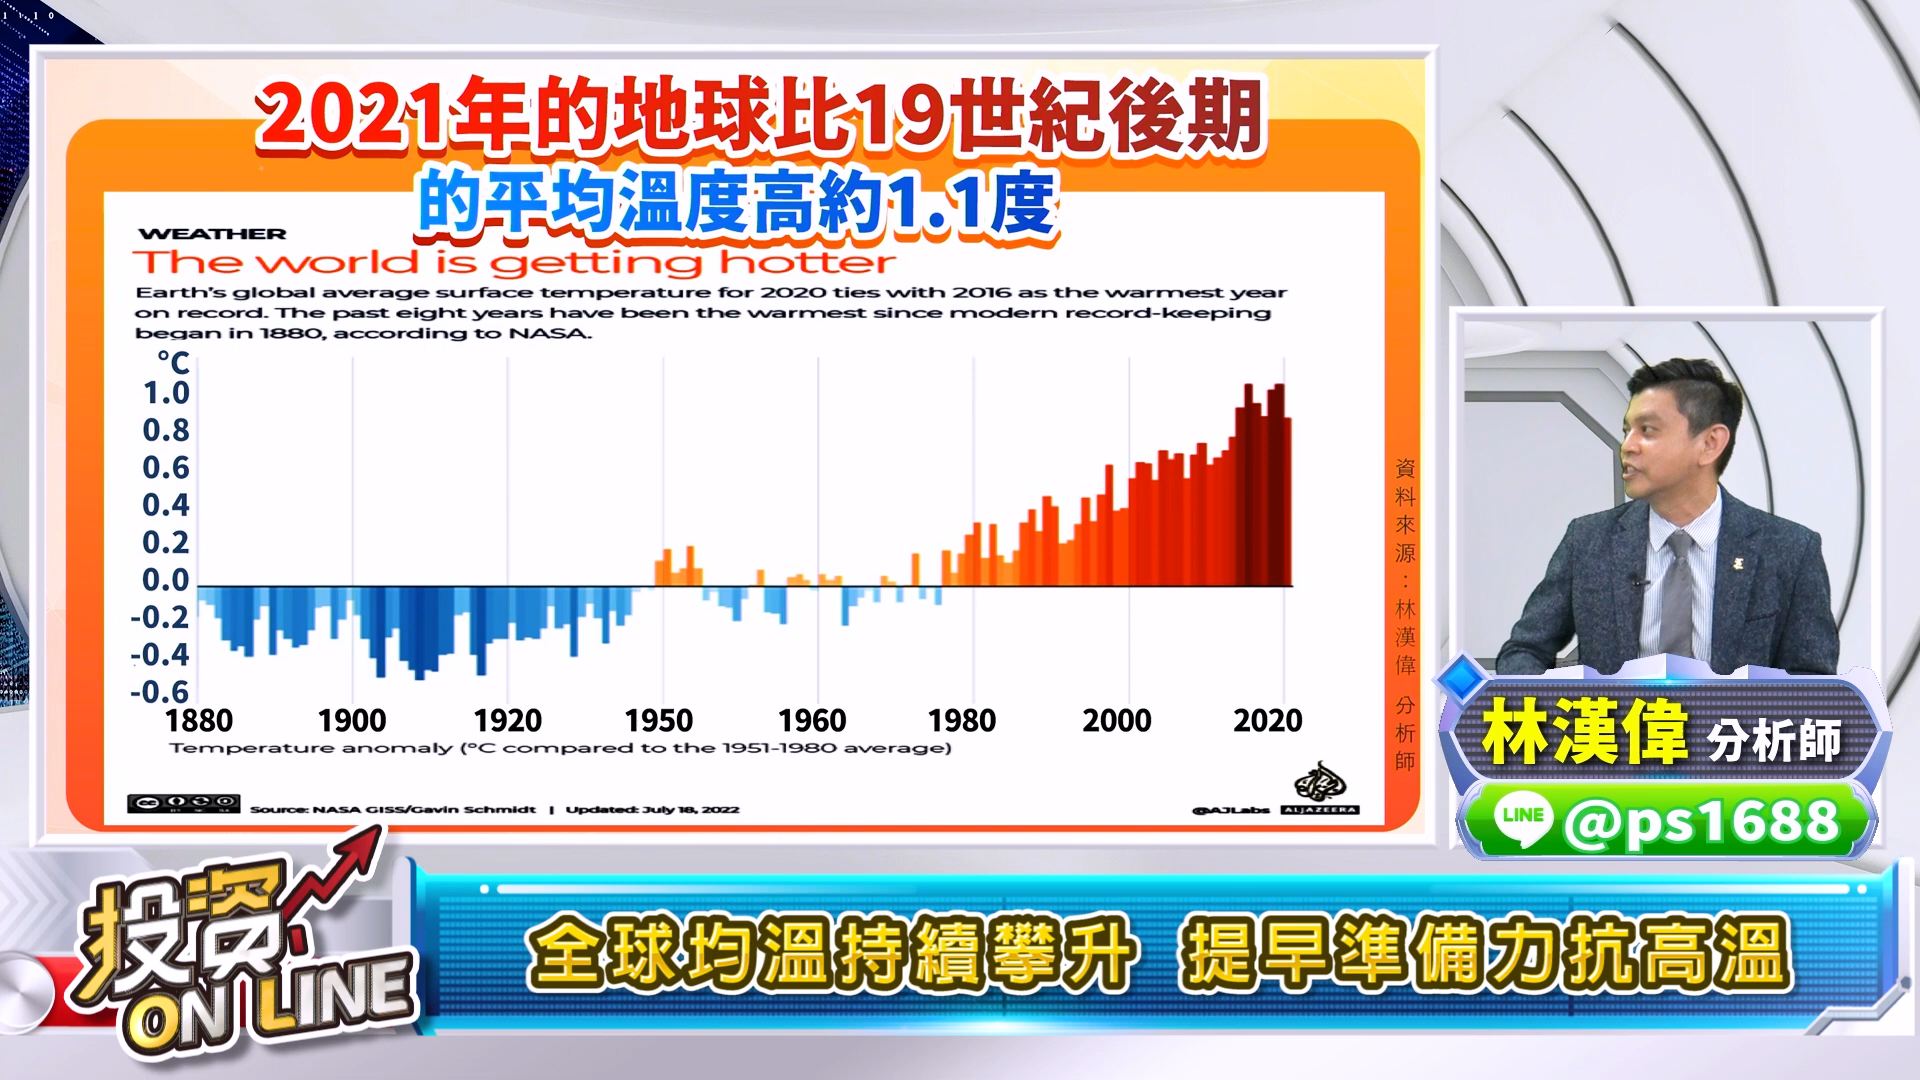 2021年的地球比19世紀後期
的平均溫度高約1.1度
WEATHER
The world is getting hotter
Earth's global average surface temperature for 2020 ties with 2016 as the warmest year
on record. The past eight years have been the warmest since modern record-keeping
began in 1880, according to NASA.
°C
1.0
0.8
0.6
0.4
0.2
0.0
-0.2
-0.4
-0.6
1880 1900 1920 1950 1960 1980 2000 2020
Temperature anomaly (°C compared to the 1951-1980 average)
Source: NASA GISS/Gavin Schmidt | Updated: July 18, 2022
@AJLabs ALJAZEERA
資料來源:林漢偉 分析師
林漢偉 分析師
LINE @ps1688
投資
ON LINE
全球均溫持續攀升 提早準備力抗高溫